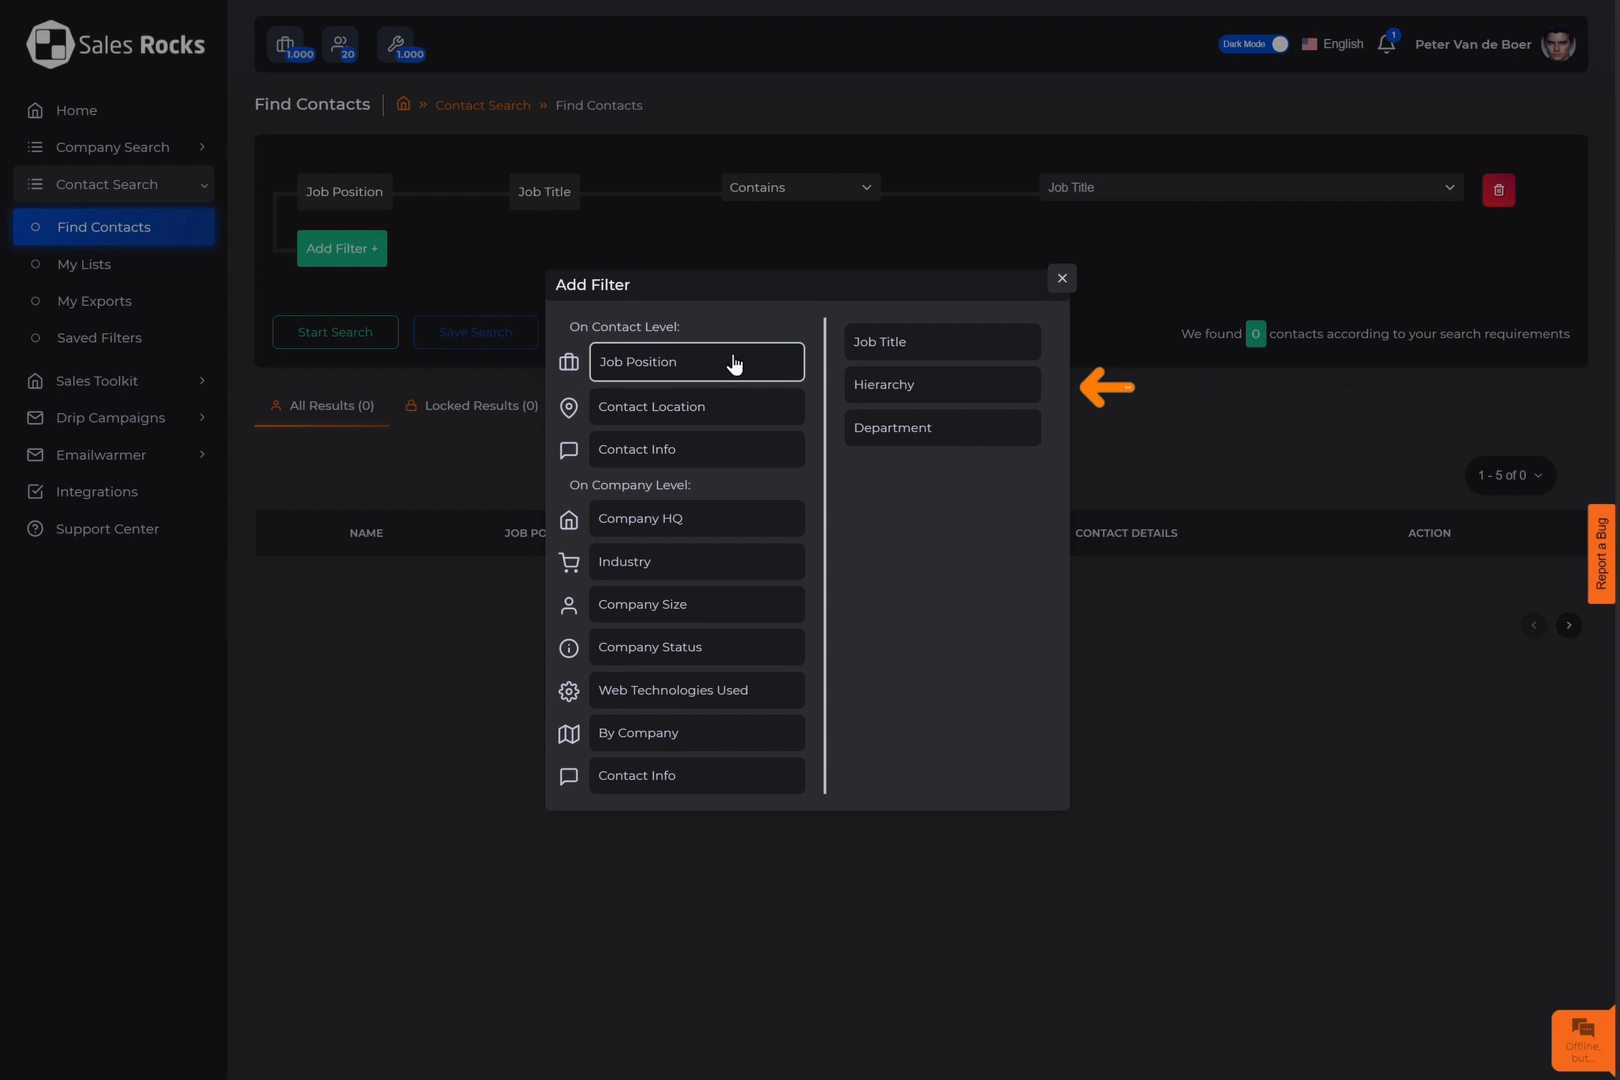 Sales Rocks
1.000
20
1.000
Dark Mode
English
1
Peter Van de Boer
Home
Company Search
Contact Search
Find Contacts
My Lists
My Exports
Saved Filters
Sales Toolkit
Drip Campaigns
Emailwarmer
Integrations
Support Center
Find Contacts
» Contact Search » Find Contacts
Job Position
Job Title
Contains
Job Title
Add Filter +
Start Search
Save Search
We found 0 contacts according to your search requirements
All Results (0)
Locked Results (0)
1 - 5 of 0
NAME
JOB PO
CONTACT DETAILS
ACTION
Add Filter
On Contact Level:
Job Position
Contact Location
Contact Info
On Company Level:
Company HQ
Industry
Company Size
Company Status
Web Technologies Used
By Company
Contact Info
Job Title
Hierarchy
Department
Report a Bug
Offline,
but...